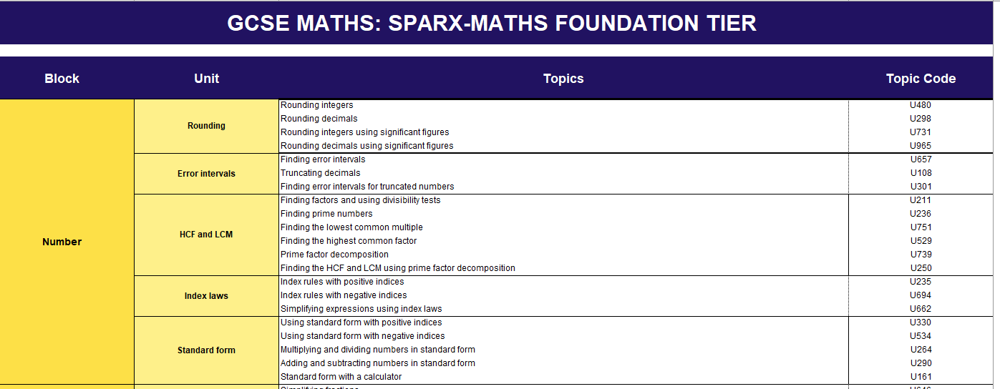 GCSE MATHS: SPARX-MATHS FOUNDATION TIER
Block Unit Topics Topic Code
Number
Rounding
Rounding integers U480
Rounding decimals U298
Rounding integers using significant figures U731
Rounding decimals using significant figures U965
Error intervals
Finding error intervals U657
Truncating decimals U108
Finding error intervals for truncated numbers U301
HCF and LCM
Finding factors and using divisibility tests U211
Finding prime numbers U236
Finding the lowest common multiple U751
Finding the highest common factor U529
Prime factor decomposition U739
Finding the HCF and LCM using prime factor decomposition U250
Index laws
Index rules with positive indices U235
Index rules with negative indices U694
Simplifying expressions using index laws U662
Standard form
Using standard form with positive indices U330
Using standard form with negative indices U534
Multiplying and dividing numbers in standard form U264
Adding and subtracting numbers in standard form U290
Standard form with a calculator U161